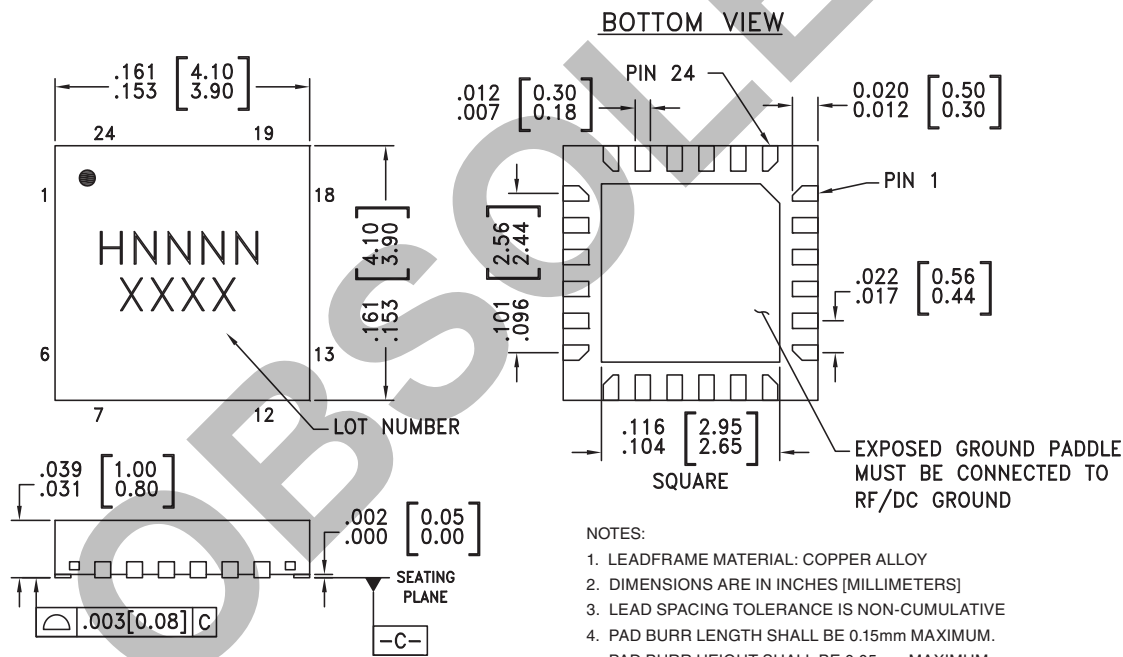 BOTTOM VIEW
.161 [4.10]
.153 [3.90]
24 19
1 18
HNNNN
XXXX
6 13
7 12
LOT NUMBER
.161 [4.10]
.153 [3.90]
PIN 24
.012 [0.30]
.007 [0.18]
0.020 [0.50]
0.012 [0.30]
PIN 1
.101 [2.56]
.096 [2.44]
.022 [0.56]
.017 [0.44]
.116 [2.95]
.104 [2.65]
SQUARE
EXPOSED GROUND PADDLE
MUST BE CONNECTED TO
RF/DC GROUND
.039 [1.00]
.031 [0.80]
.002 [0.05]
.000 [0.00]
SEATING
PLANE
.003[0.08] C
-C-
NOTES:
1. LEADFRAME MATERIAL: COPPER ALLOY
2. DIMENSIONS ARE IN INCHES [MILLIMETERS]
3. LEAD SPACING TOLERANCE IS NON-CUMULATIVE
4. PAD BURR LENGTH SHALL BE 0.15mm MAXIMUM.
OBSOLE